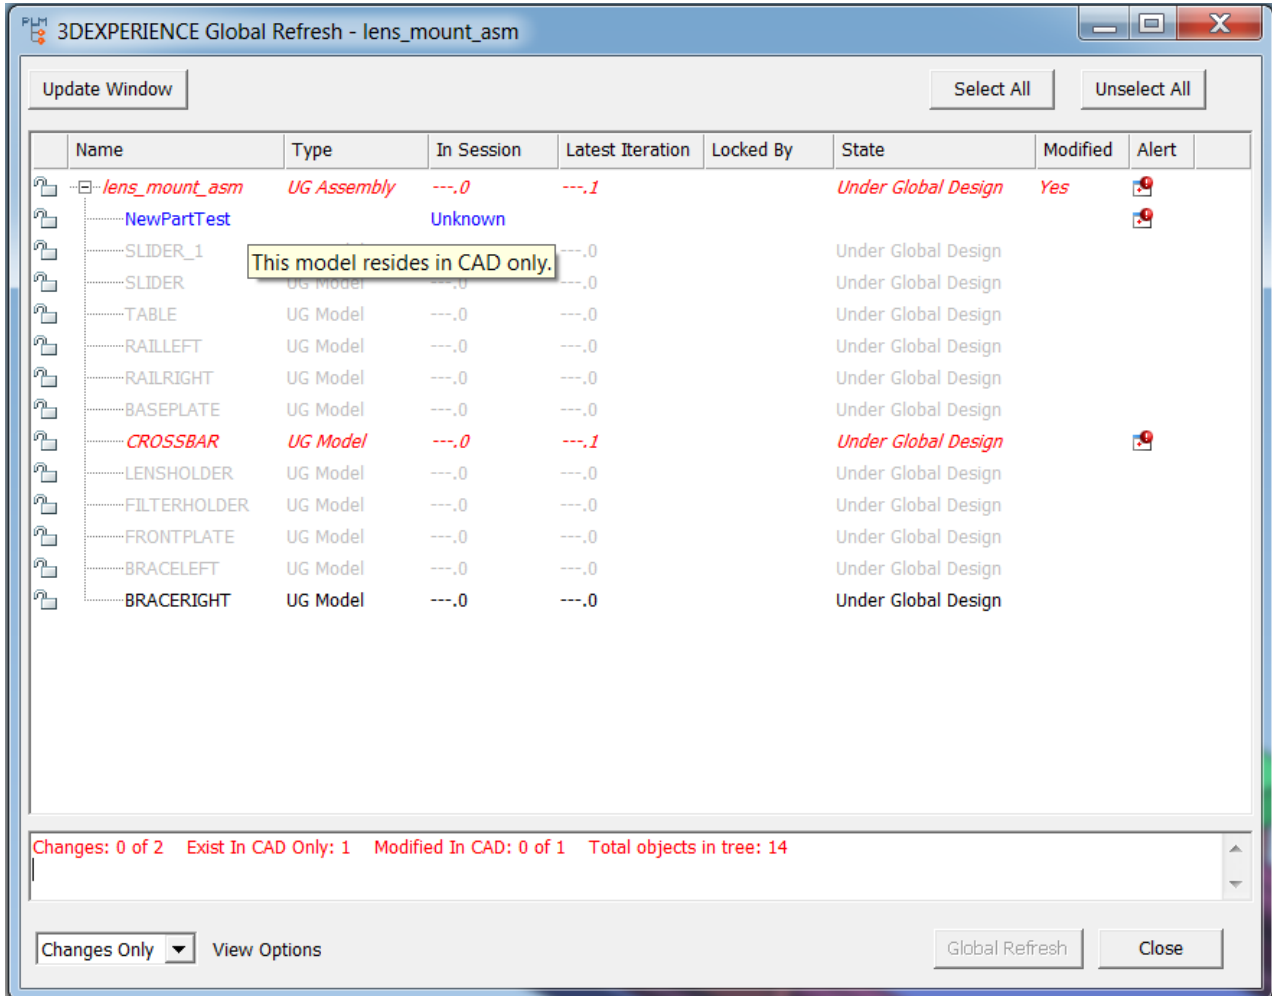 PLM
3DEXPERIENCE Global Refresh - lens_mount_asm
Update Window Select All Unselect All
Name Type In Session Latest Iteration Locked By State Modified Alert
lens_mount_asm UG Assembly ---.0 ---.1 Under Global Design Yes
NewPartTest Unknown
SLIDER_1 ---.0 Under Global Design
This model resides in CAD only.
SLIDER UG Model ---.0 ---.0 Under Global Design
TABLE UG Model ---.0 ---.0 Under Global Design
RAILLEFT UG Model ---.0 ---.0 Under Global Design
RAILRIGHT UG Model ---.0 ---.0 Under Global Design
BASEPLATE UG Model ---.0 ---.0 Under Global Design
CROSSBAR UG Model ---.0 ---.1 Under Global Design
LENSHOLDER UG Model ---.0 ---.0 Under Global Design
FILTERHOLDER UG Model ---.0 ---.0 Under Global Design
FRONTPLATE UG Model ---.0 ---.0 Under Global Design
BRACELEFT UG Model ---.0 ---.0 Under Global Design
BRACERIGHT UG Model ---.0 ---.0 Under Global Design
Changes: 0 of 2 Exist In CAD Only: 1 Modified In CAD: 0 of 1 Total objects in tree: 14
Changes Only View Options Global Refresh Close